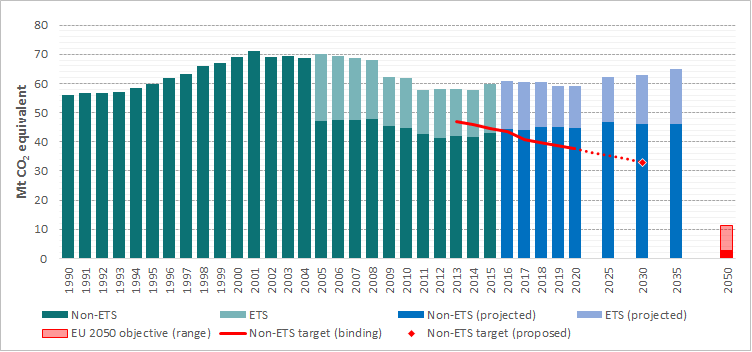 80
70
60
50
40
30
20
10
0
Mt CO₂ equivalent
1990 1991 1992 1993 1994 1995 1996 1997 1998 1999 2000 2001 2002 2003 2004 2005 2006 2007 2008 2009 2010 2011 2012 2013 2014 2015 2016 2017 2018 2019 2020 2025 2030 2035 2050
Non-ETS ETS Non-ETS (projected) ETS (projected)
EU 2050 objective (range) Non-ETS target (binding) Non-ETS target (proposed)